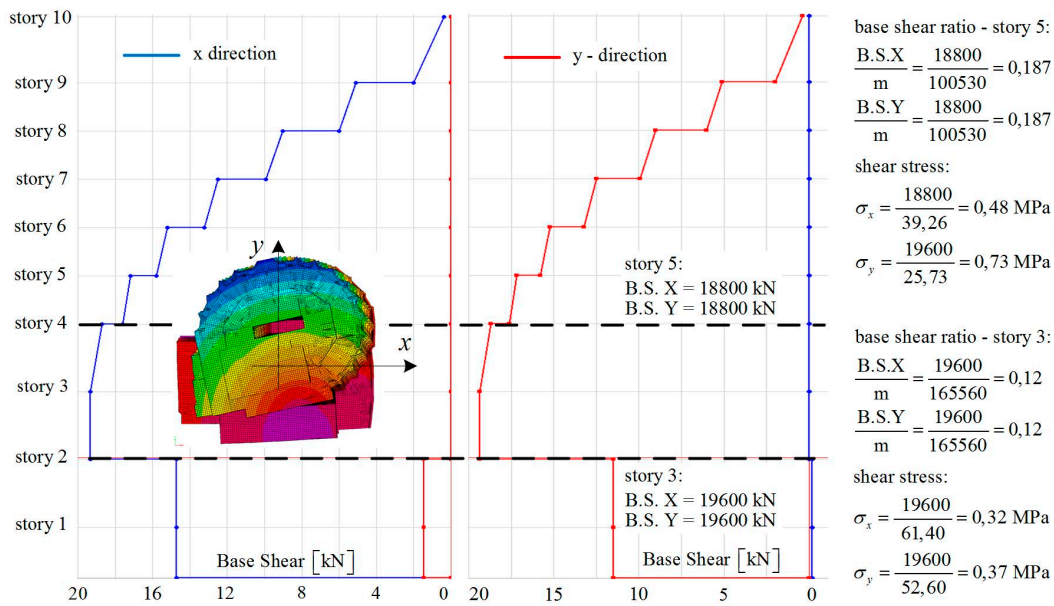 story 10
story 9
story 8
story 7
story 6
story 5
story 4
story 3
story 2
story 1
x direction
y
x
Base Shear [kN]
20 16 12 8 4 0
y - direction
story 5:
B.S. X = 18800 kN
B.S. Y = 18800 kN
story 3:
B.S. X = 19600 kN
B.S. Y = 19600 kN
Base Shear [kN]
20 16 12 8 4 0
base shear ratio - story 5:
B.S.X / m = 18800 / 100530 = 0,187
B.S.Y / m = 18800 / 100530 = 0,187
shear stress:
σx = 18800 / 39,26 = 0,48 MPa
σy = 19600 / 25,73 = 0,73 MPa
base shear ratio - story 3:
B.S.X / m = 19600 / 165560 = 0,12
B.S.Y / m = 19600 / 165560 = 0,12
shear stress:
σx = 19600 / 61,40 = 0,32 MPa
σy = 19600 / 52,60 = 0,37 MPa